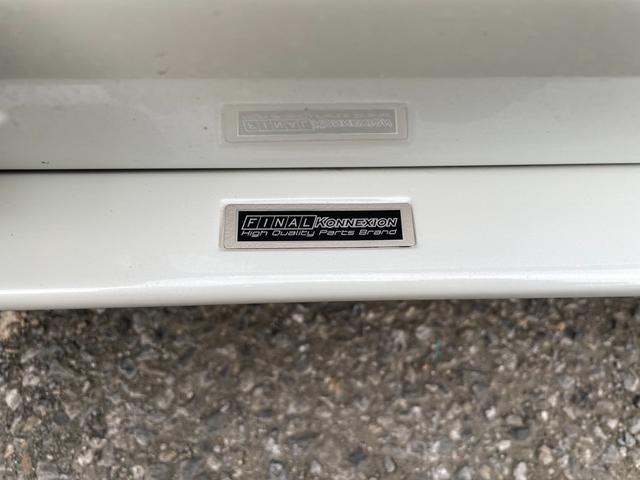 FINAL KONNEXION
High Quality Parts Brand